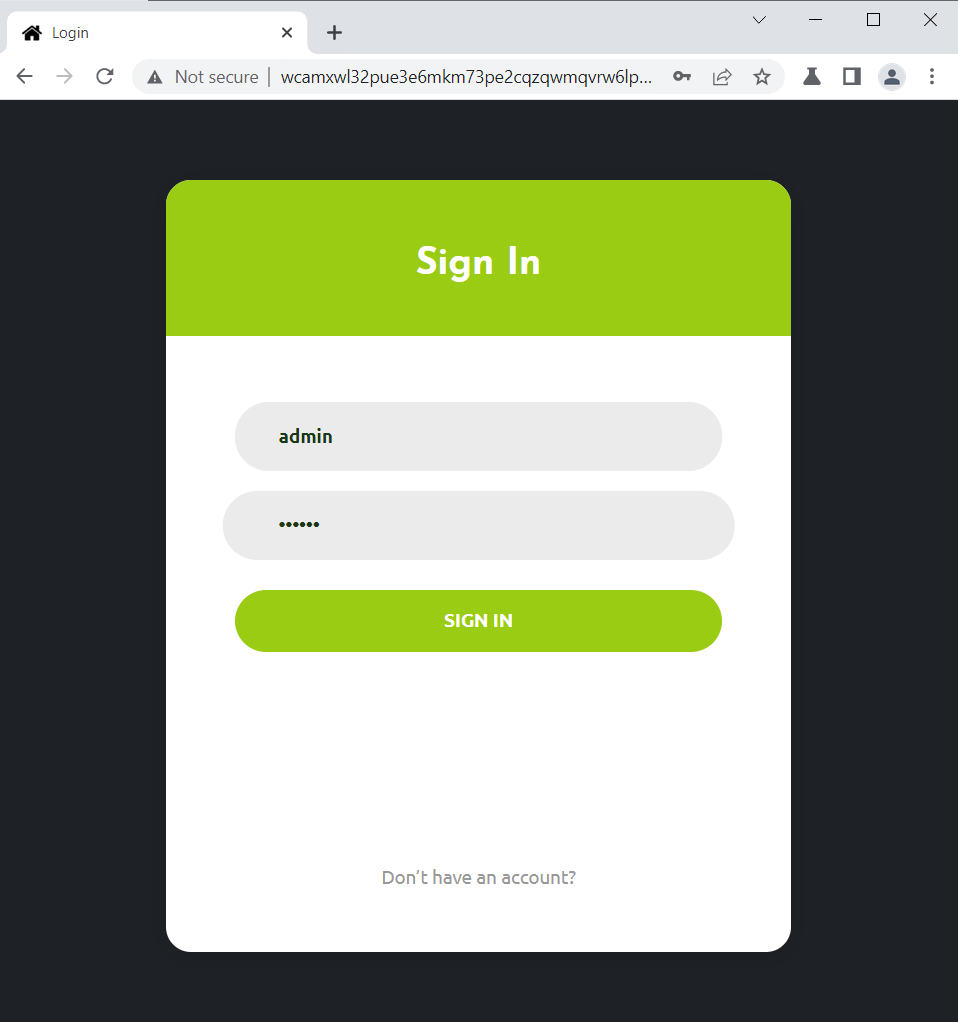 Login
Not secure
wcamxwl32pue3e6mkm73pe2cqzqwmqvrw6lp...
Sign In
admin
••••••
SIGN IN
Don't have an account?